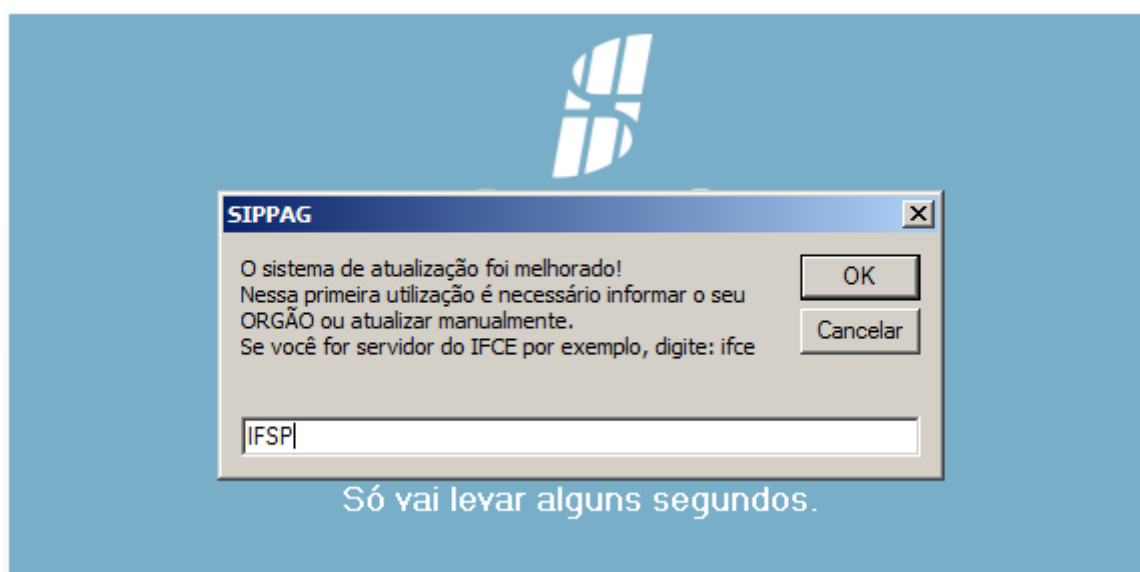 SIPPAG
O sistema de atualização foi melhorado!
Nessa primeira utilização é necessário informar o seu
ORGÃO ou atualizar manualmente.
Se você for servidor do IFCE por exemplo, digite: ifce
OK
Cancelar
IFSP
Só vai levar alguns segundos.